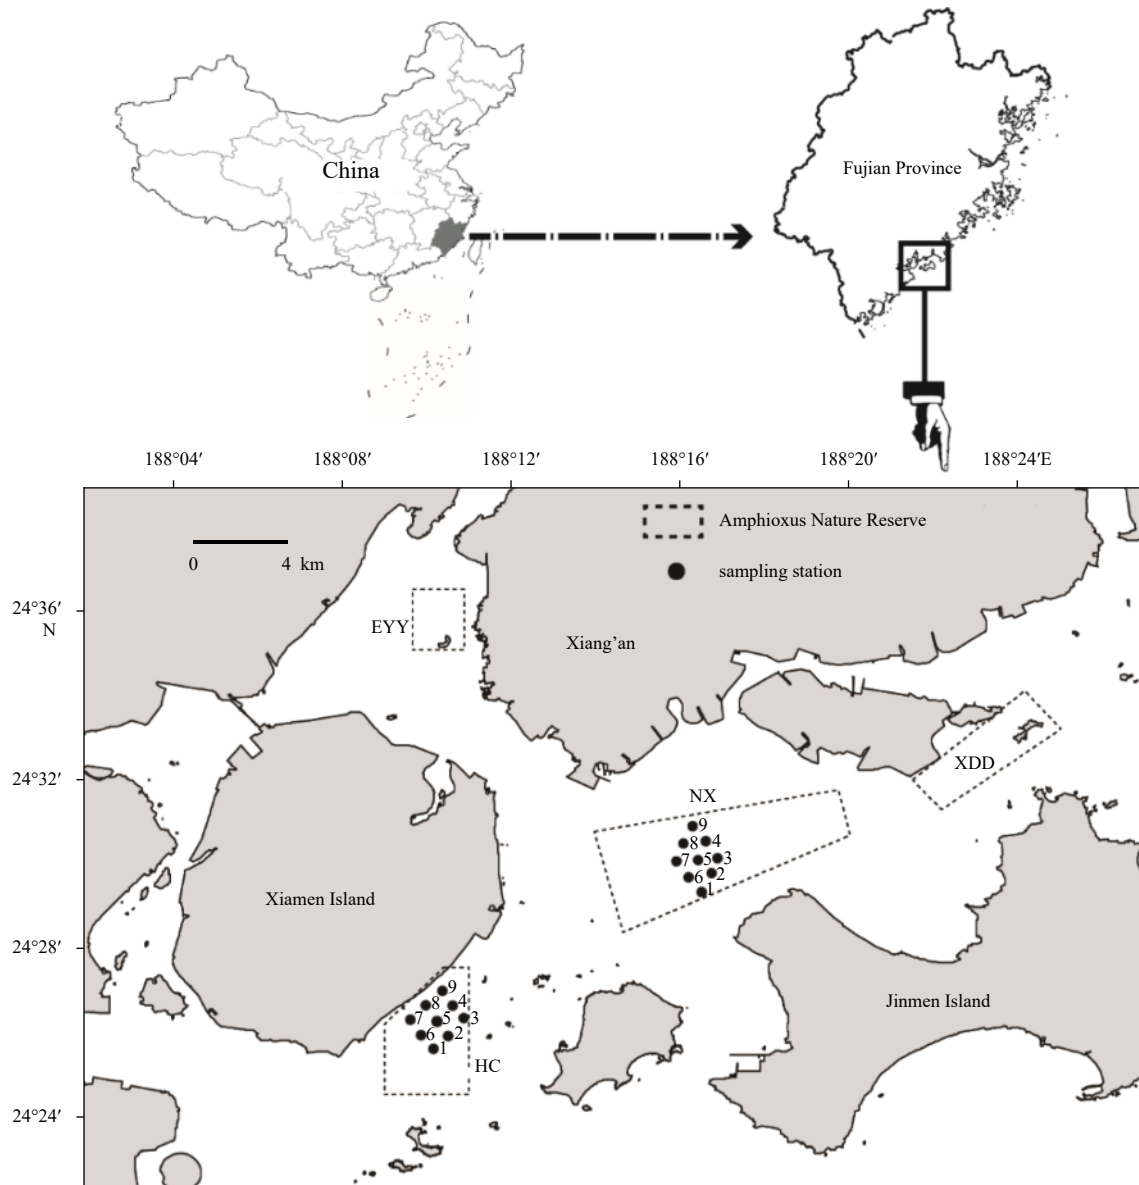 China
Fujian Province
188°04′ 188°08′ 188°12′ 188°16′ 188°20′ 188°24′E
Amphioxus Nature Reserve
0 4 km
sampling station
24°36′
N
EYY
Xiang’an
XDD
24°32′
NX
9
8 4
7 5 3
6 2
1
Xiamen Island
24°28′
9
8 4
7 5 3
6 2
1
Jinmen Island
HC
24°24′